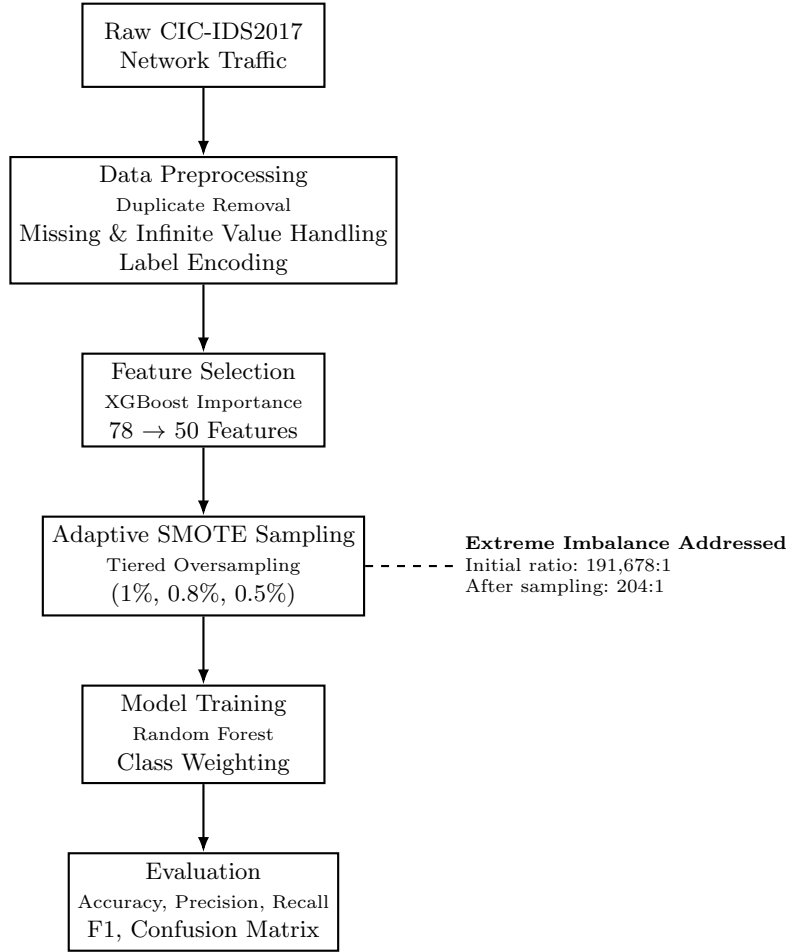 Raw CIC-IDS2017
Network Traffic
Data Preprocessing
Duplicate Removal
Missing & Infinite Value Handling
Label Encoding
Feature Selection
XGBoost Importance
78 → 50 Features
Adaptive SMOTE Sampling
Tiered Oversampling
(1%, 0.8%, 0.5%)
Extreme Imbalance Addressed
Initial ratio: 191,678:1
After sampling: 204:1
Model Training
Random Forest
Class Weighting
Evaluation
Accuracy, Precision, Recall
F1, Confusion Matrix